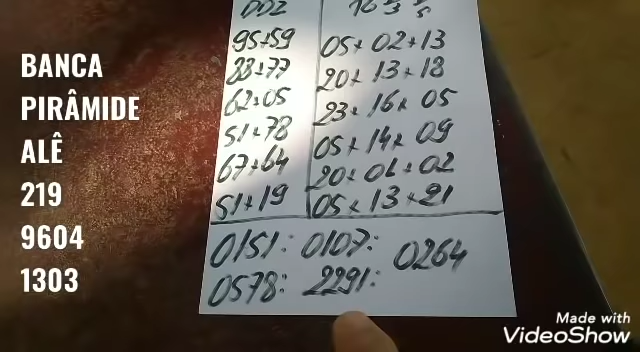 BANCA
PIRÂMIDE
ALÊ
219
9604
1303
DDZ
95+59 05+02+13
88+77 20+13+18
62+05 23+16+05
51+78 05+14+09
67+64 20+06+02
51+19 05+13+21
0151: 0107: 0264
0578: 2291:
Made with
VideoShow